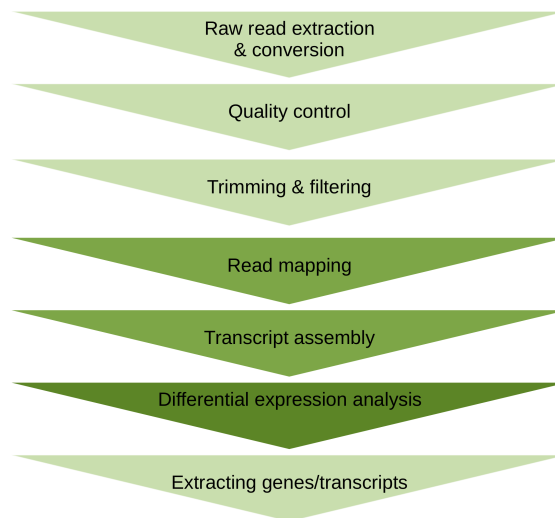 Raw read extraction
& conversion
Quality control
Trimming & filtering
Read mapping
Transcript assembly
Differential expression analysis
Extracting genes/transcripts